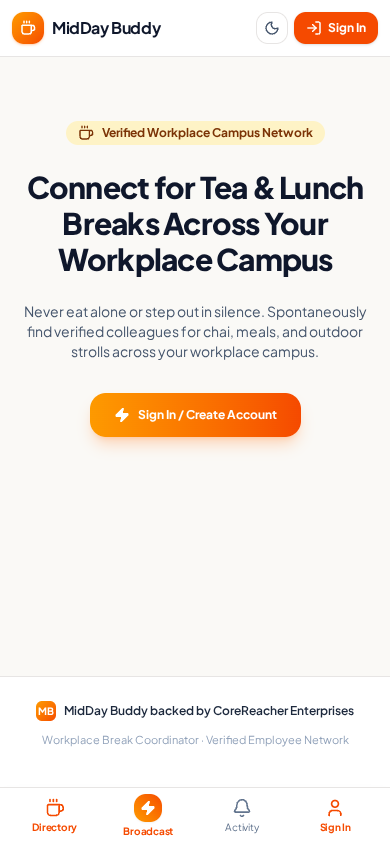 MidDay Buddy
Sign In
Verified Workplace Campus Network
Connect for Tea & Lunch
Breaks Across Your
Workplace Campus
Never eat alone or step out in silence. Spontaneously
find verified colleagues for chai, meals, and outdoor
strolls across your workplace campus.
Sign In / Create Account
MB MidDay Buddy backed by CoreReacher Enterprises
Workplace Break Coordinator · Verified Employee Network
Directory Broadcast Activity Sign In